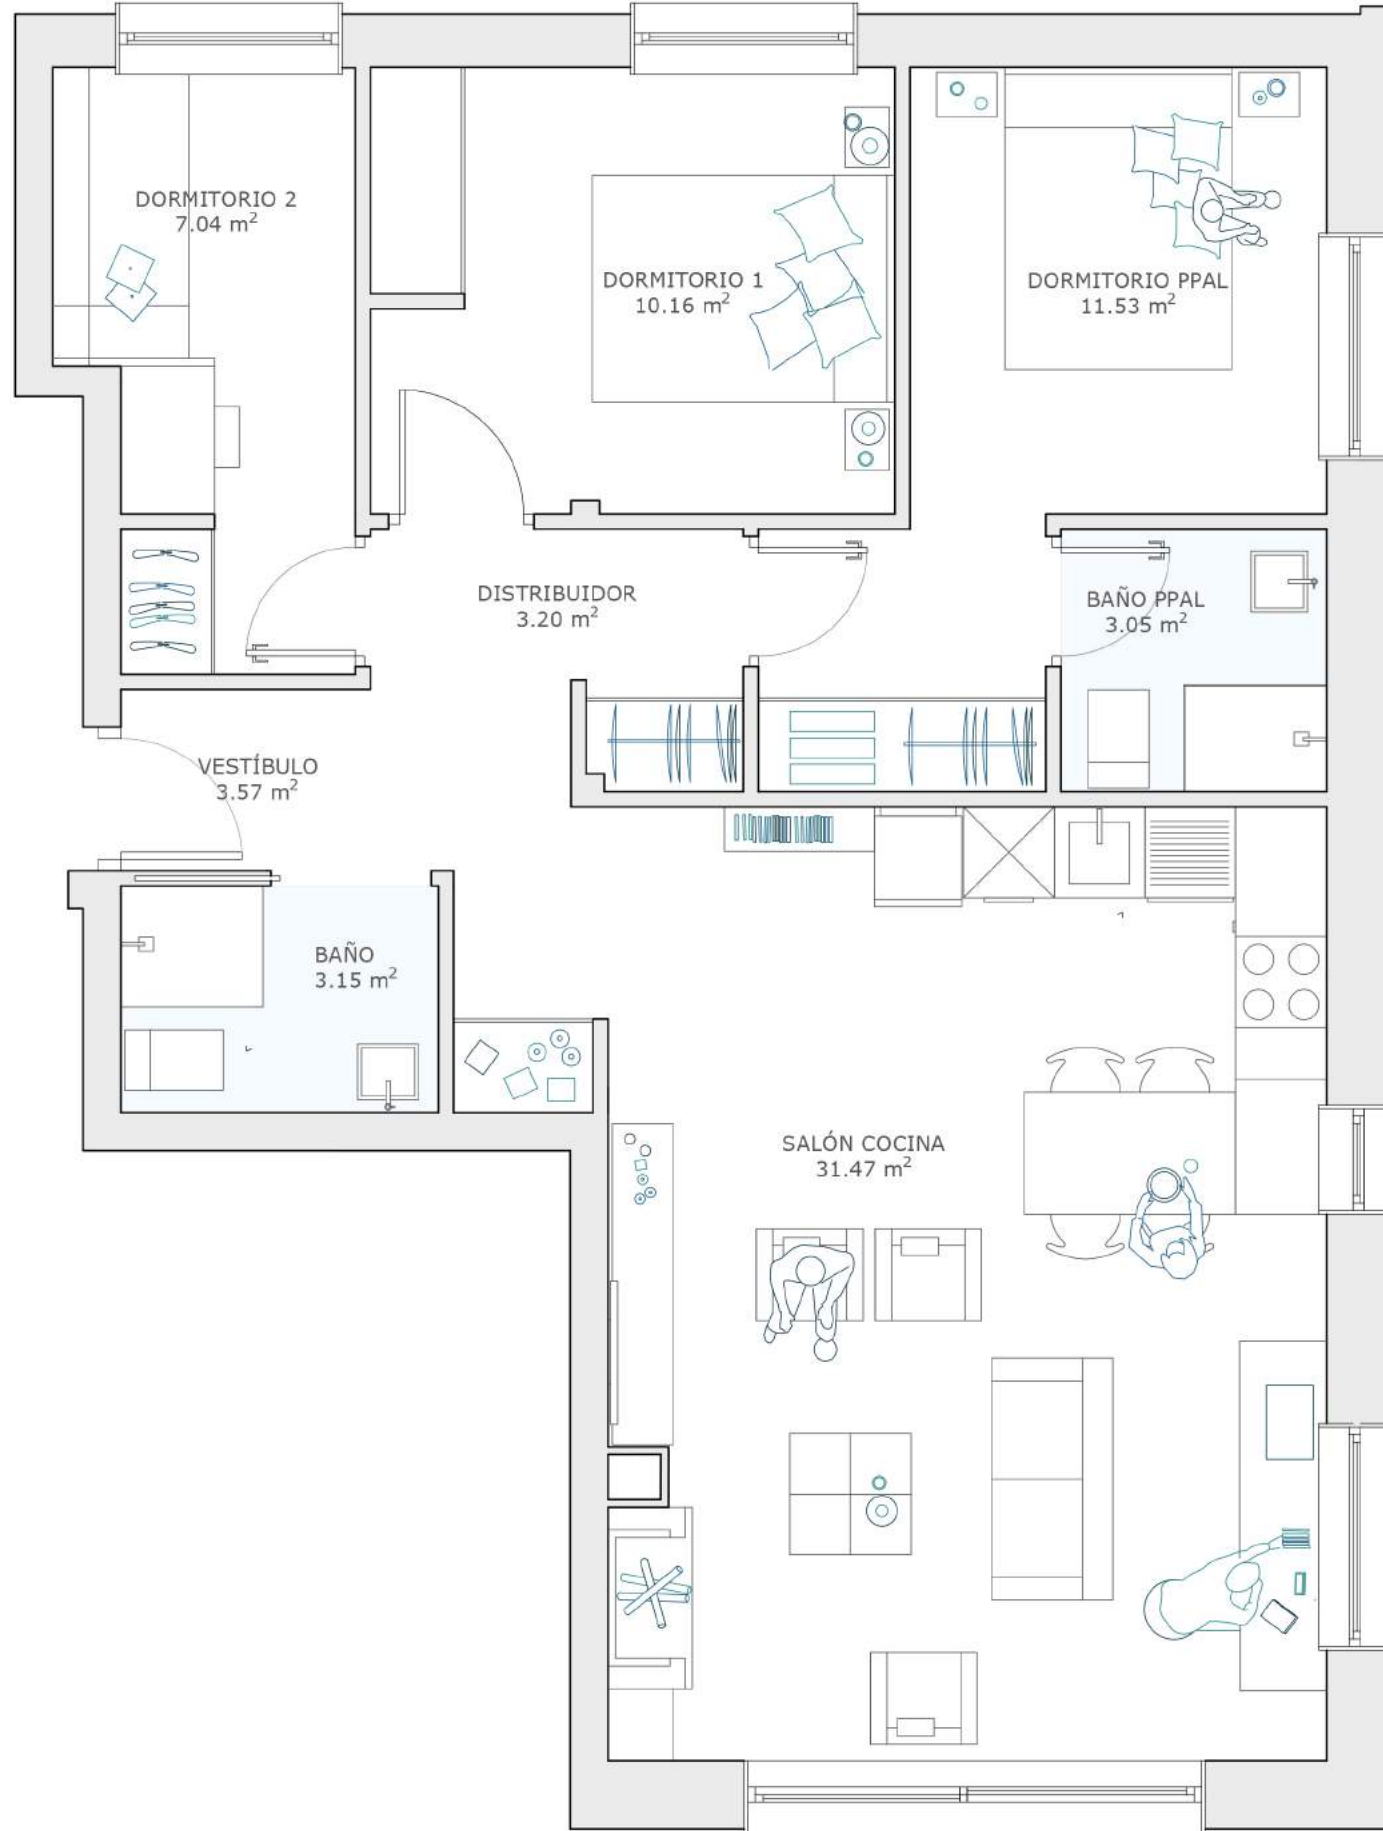 DORMITORIO 2
7.04 m²
DORMITORIO 1
10.16 m²
DORMITORIO PPAL
11.53 m²
DISTRIBUIDOR
3.20 m²
BAÑO PPAL
3.05 m²
VESTÍBULO
3.57 m²
BAÑO
3.15 m²
SALÓN COCINA
31.47 m²